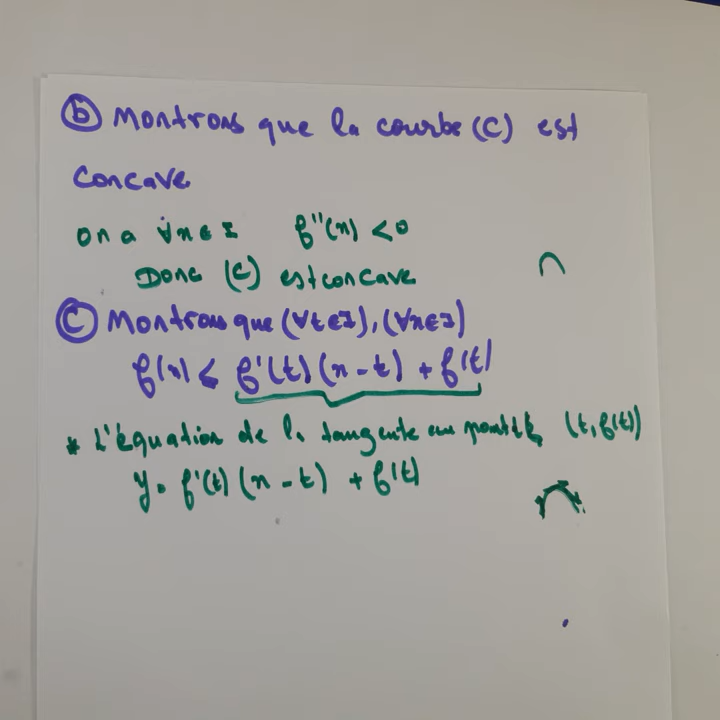 b Montrons que la courbe (C) est
concave
on a ∀x ∈ I f''(x) < 0
Donc (C) est concave
c Montrons que (∀t∈I), (∀x∈I)
f(x) ≤ f'(t) (x - t) + f(t)
* L'équation de la tangente au point (t, f(t))
y = f'(t) (x - t) + f(t)